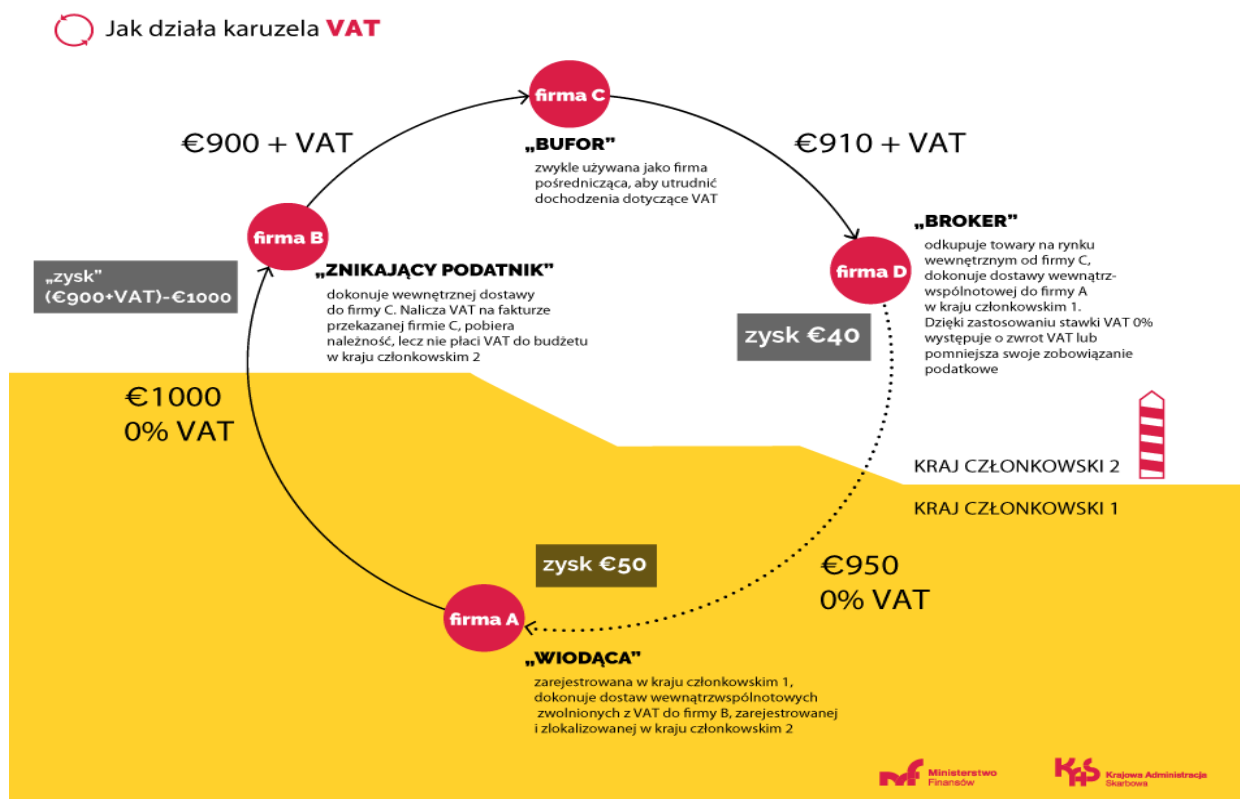 Jak działa karuzela VAT
firma C
€900 + VAT
€910 + VAT
„BUFOR”
zwykle używana jako firma
pośrednicząca, aby utrudnić
dochodzenia dotyczące VAT
firma B
„ZNIKAJĄCY PODATNIK”
dokonuje wewnętrznej dostawy
do firmy C. Nalicza VAT na fakturze
przekazanej firmie C, pobiera
należność, lecz nie płaci VAT do budżetu
w kraju członkowskim 2
„zysk”
(€900+VAT)-€1000
firma D
„BROKER”
odkupuje towary na rynku
wewnętrznym od firmy C,
dokonuje dostawy wewnątrz-
wspólnotowej do firmy A
w kraju członkowskim 1.
Dzięki zastosowaniu stawki VAT 0%
występuje o zwrot VAT lub
pomniejsza swoje zobowiązanie
podatkowe
zysk €40
€1000
0% VAT
KRAJ CZŁONKOWSKI 2
KRAJ CZŁONKOWSKI 1
zysk €50
€950
0% VAT
firma A
„WIODĄCA”
zarejestrowana w kraju członkowskim 1,
dokonuje dostaw wewnątrzwspólnotowych
zwolnionych z VAT do firmy B, zarejestrowanej
i zlokalizowanej w kraju członkowskim 2
mf Ministerstwo
Finansów
KAS Krajowa Administracja
Skarbowa